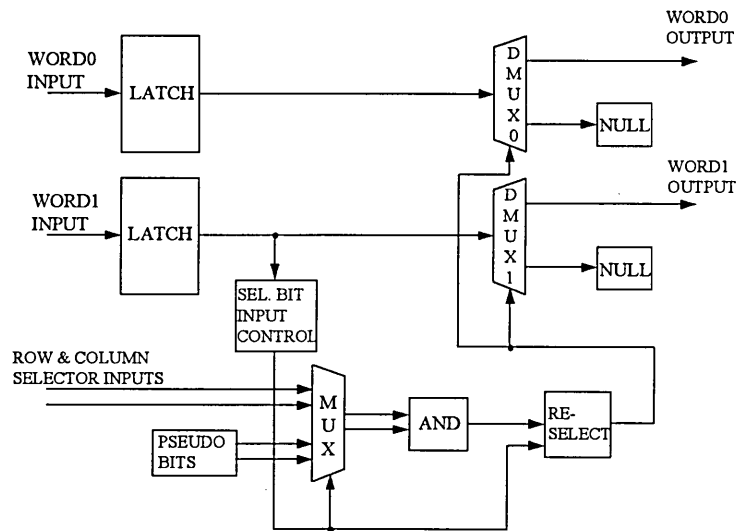 WORD0
OUTPUT
WORD0
INPUT
LATCH
D
M
U
X
0
NULL
WORD1
INPUT
LATCH
D
M
U
X
1
WORD1
OUTPUT
NULL
SEL. BIT
INPUT
CONTROL
ROW & COLUMN
SELECTOR INPUTS
M
U
X
AND
RE-
SELECT
PSEUDO
BITS